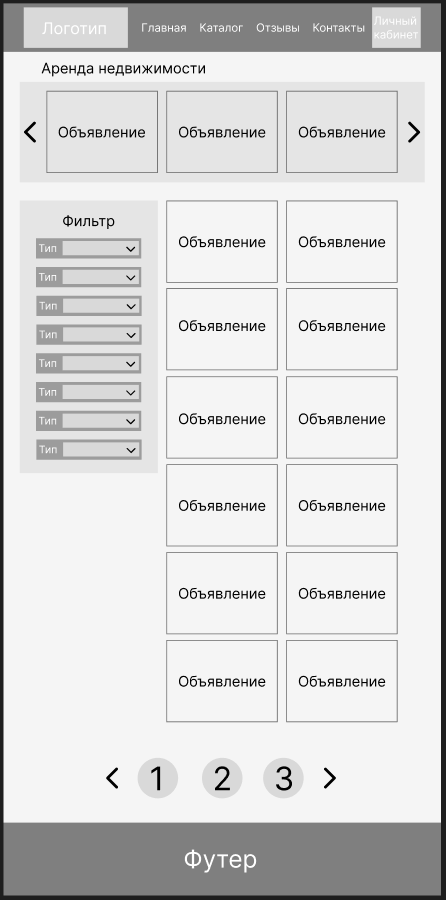 Логотип
Главная Каталог Отзывы Контакты
Личный
кабинет
Аренда недвижимости
Объявление Объявление Объявление
Фильтр
Тип
Тип
Тип
Тип
Тип
Тип
Тип
Тип
Объявление Объявление
Объявление Объявление
Объявление Объявление
Объявление Объявление
Объявление Объявление
Объявление Объявление
1 2 3
Футер